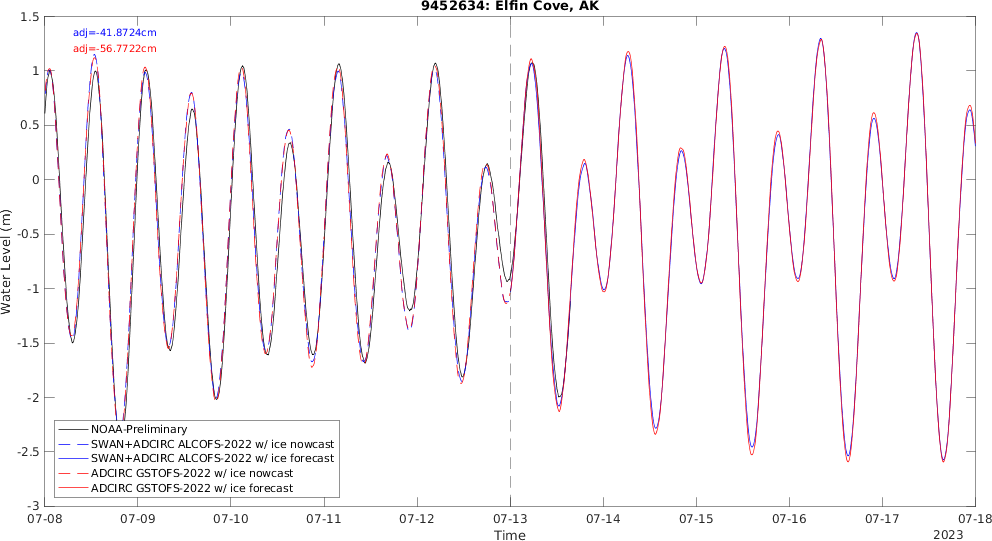 9452634: Elfin Cove, AK
adj=-41.8724cm
adj=-56.7722cm
1.5
1
0.5
0
-0.5
-1
-1.5
-2
-2.5
-3
Water Level (m)
NOAA-Preliminary
SWAN+ADCIRC ALCOFS-2022 w/ ice nowcast
SWAN+ADCIRC ALCOFS-2022 w/ ice forecast
ADCIRC GSTOFS-2022 w/ ice nowcast
ADCIRC GSTOFS-2022 w/ ice forecast
07-08 07-09 07-10 07-11 07-12 07-13 07-14 07-15 07-16 07-17 07-18
Time
2023